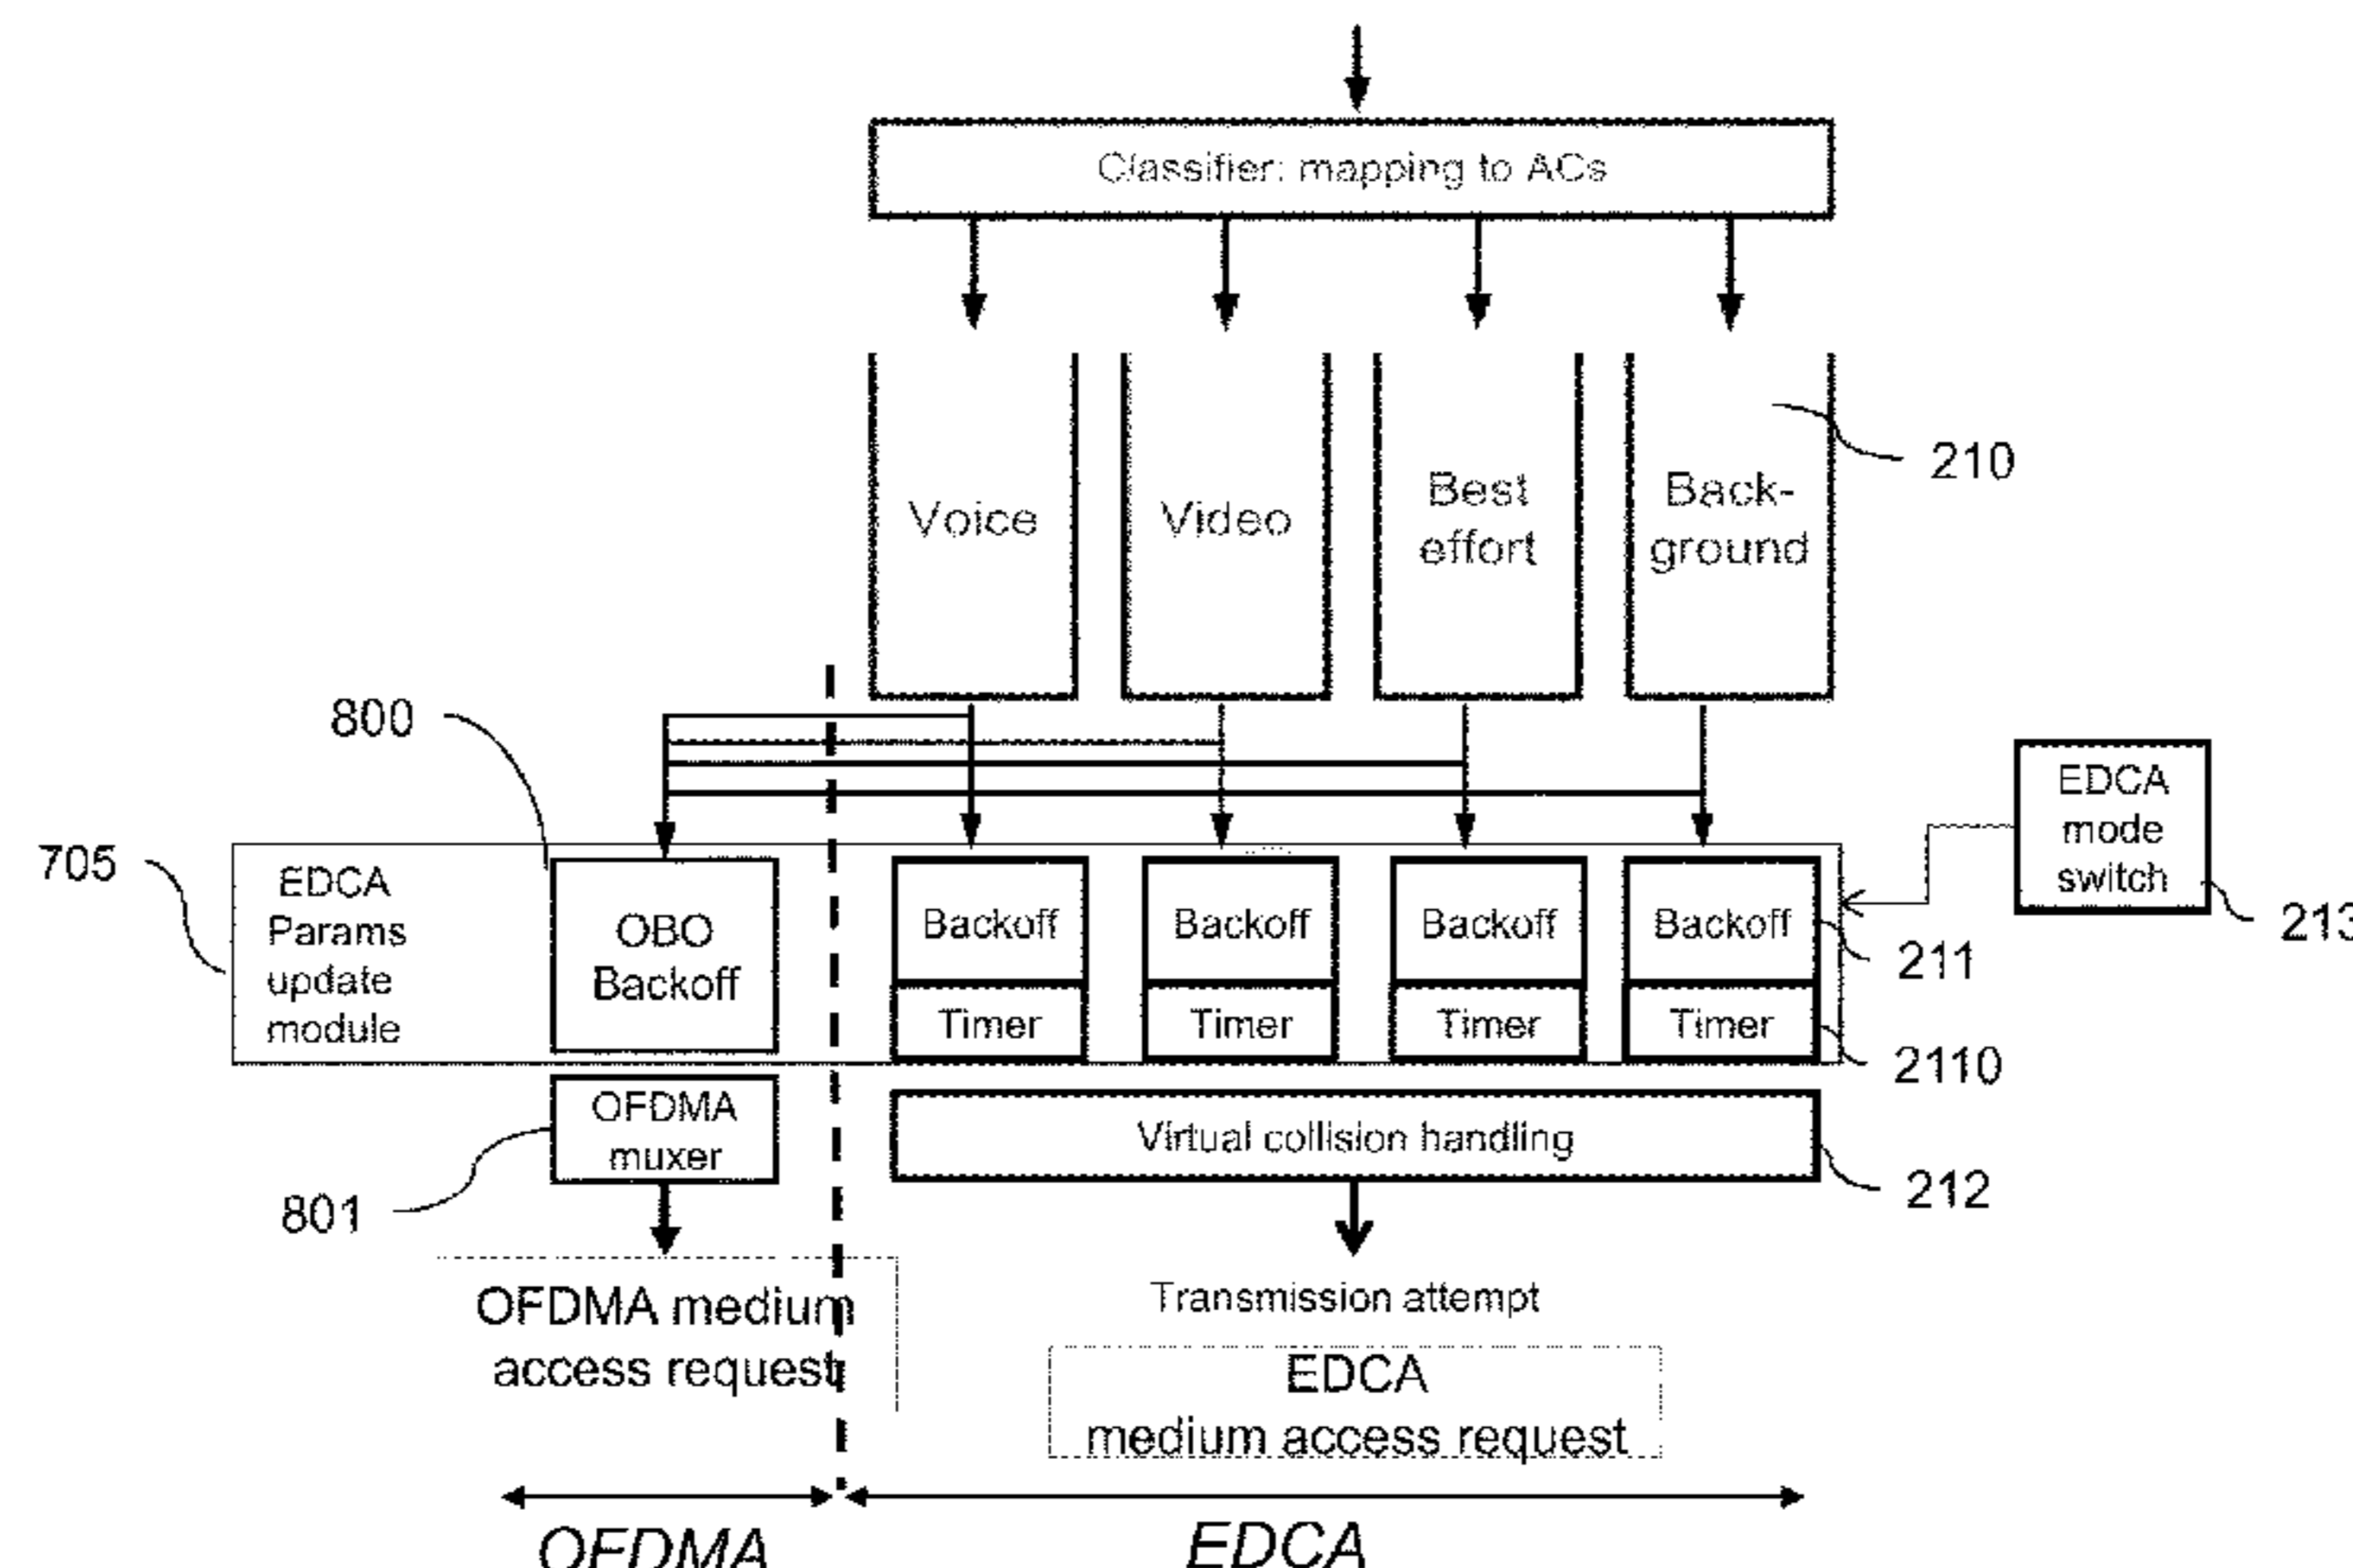 Classifier: mapping to ACs
Voice
Video
Best
effort
Back-
ground
210
800
705
EDCA
Params
update
module
OBO
Backoff
Backoff
Timer
Backoff
Timer
Backoff
Timer
Backoff
Timer
EDCA
mode
switch
213
211
2110
OFDMA
muxer
801
Virtual collision handling
212
OFDMA medium
access request
Transmission attempt
EDCA
medium access request
OFDMA
EDCA